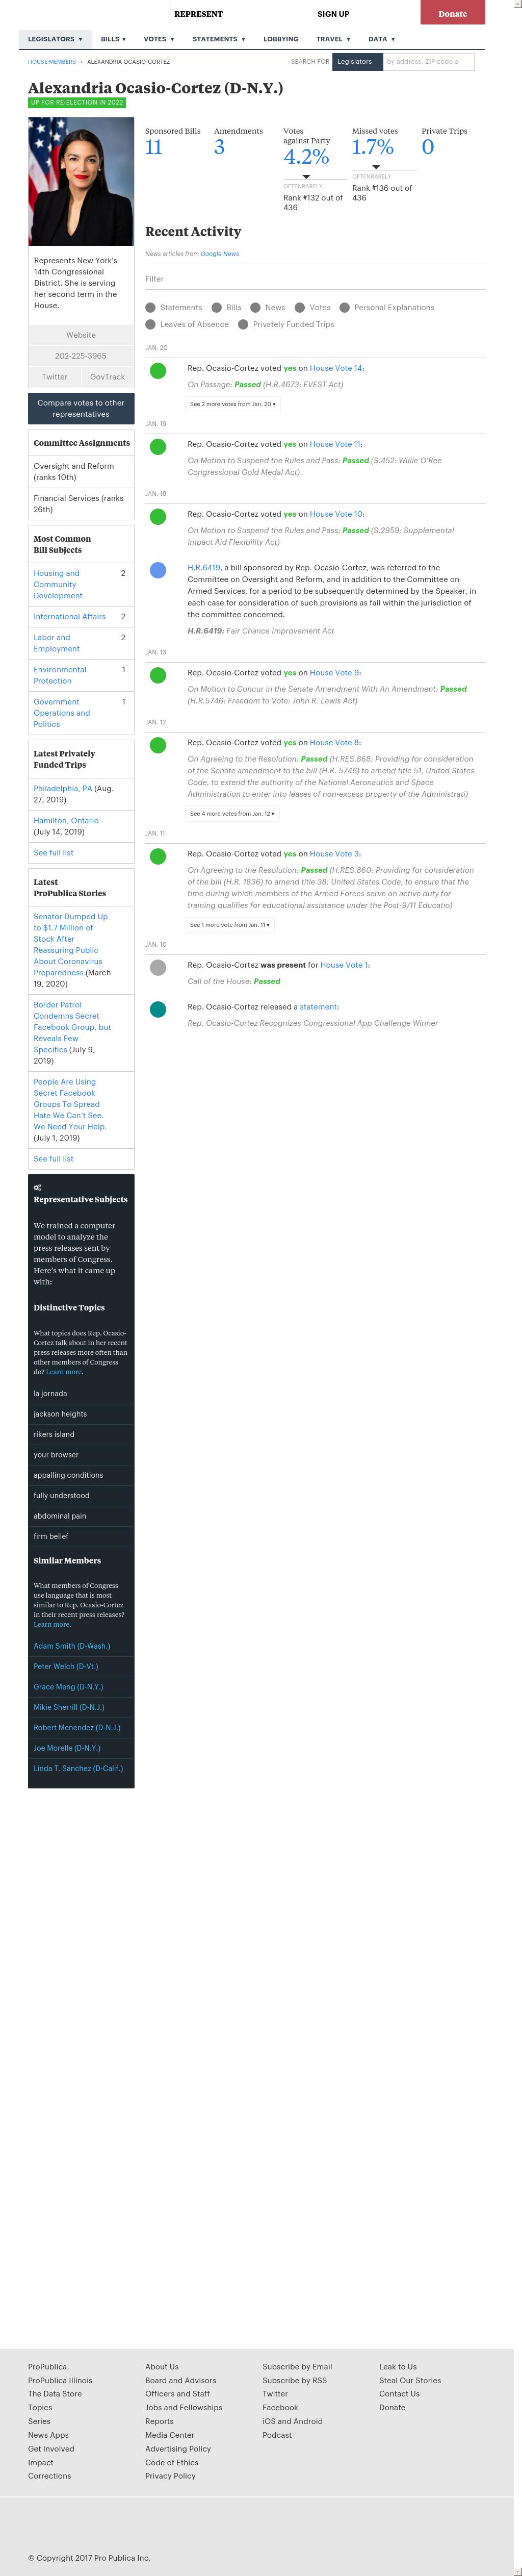 REPRESENT
SIGN UP
Donate
LEGISLATORS ▼
BILLS ▼
VOTES ▼
STATEMENTS ▼
LOBBYING
TRAVEL ▼
DATA ▼
HOUSE MEMBERS › ALEXANDRIA OCASIO-CORTEZ
SEARCH FOR Legislators by address, ZIP code o
Alexandria Ocasio-Cortez (D-N.Y.)
UP FOR RE-ELECTION IN 2022
Represents New York's
14th Congressional
District. She is serving
her second term in the
House.
Website
202-225-3965
Twitter
GovTrack
Compare votes to other
representatives
Committee Assignments
Oversight and Reform
(ranks 10th)
Financial Services (ranks
26th)
Most Common
Bill Subjects
Housing and 2
Community
Development
International Affairs 2
Labor and 2
Employment
Environmental 1
Protection
Government 1
Operations and
Politics
Latest Privately
Funded Trips
Philadelphia, PA (Aug.
27, 2019)
Hamilton, Ontario
(July 14, 2019)
See full list
Latest
ProPublica Stories
Senator Dumped Up
to $1.7 Million of
Stock After
Reassuring Public
About Coronavirus
Preparedness (March
19, 2020)
Border Patrol
Condemns Secret
Facebook Group, but
Reveals Few
Specifics (July 9,
2019)
People Are Using
Secret Facebook
Groups To Spread
Hate We Can't See.
We Need Your Help.
(July 1, 2019)
See full list
Representative Subjects
We trained a computer
model to analyze the
press releases sent by
members of Congress.
Here's what it came up
with:
Distinctive Topics
What topics does Rep. Ocasio-
Cortez talk about in her recent
press releases more often than
other members of Congress
do? Learn more.
la jornada
jackson heights
rikers island
your browser
appalling conditions
fully understood
abdominal pain
firm belief
Similar Members
What members of Congress
use language that is most
similar to Rep. Ocasio-Cortez
in their recent press releases?
Learn more.
Adam Smith (D-Wash.)
Peter Welch (D-Vt.)
Grace Meng (D-N.Y.)
Mikie Sherrill (D-N.J.)
Robert Menendez (D-N.J.)
Joe Morelle (D-N.Y.)
Linda T. Sánchez (D-Calif.)
Sponsored Bills
11
Amendments
3
Votes
against Party
4.2%
OFTENRARELY
Rank #132 out of
436
Missed votes
1.7%
OFTENRARELY
Rank #136 out of
436
Private Trips
0
Recent Activity
News articles from Google News
Filter
Statements
Bills
News
Votes
Personal Explanations
Leaves of Absence
Privately Funded Trips
JAN. 20
Rep. Ocasio-Cortez voted yes on House Vote 14:
On Passage: Passed (H.R.4673: EVEST Act)
See 2 more votes from Jan. 20 ▾
JAN. 19
Rep. Ocasio-Cortez voted yes on House Vote 11:
On Motion to Suspend the Rules and Pass: Passed (S.452: Willie O'Ree
Congressional Gold Medal Act)
JAN. 18
Rep. Ocasio-Cortez voted yes on House Vote 10:
On Motion to Suspend the Rules and Pass: Passed (S.2959: Supplemental
Impact Aid Flexibility Act)
H.R.6419, a bill sponsored by Rep. Ocasio-Cortez, was referred to the
Committee on Oversight and Reform, and in addition to the Committee on
Armed Services, for a period to be subsequently determined by the Speaker, in
each case for consideration of such provisions as fall within the jurisdiction of
the committee concerned.
H.R.6419: Fair Chance Improvement Act
JAN. 13
Rep. Ocasio-Cortez voted yes on House Vote 9:
On Motion to Concur in the Senate Amendment With An Amendment: Passed
(H.R.5746: Freedom to Vote: John R. Lewis Act)
JAN. 12
Rep. Ocasio-Cortez voted yes on House Vote 8:
On Agreeing to the Resolution: Passed (H.RES.868: Providing for consideration
of the Senate amendment to the bill (H.R. 5746) to amend title 51, United States
Code, to extend the authority of the National Aeronautics and Space
Administration to enter into leases of non-excess property of the Administrati)
See 4 more votes from Jan. 12 ▾
JAN. 11
Rep. Ocasio-Cortez voted yes on House Vote 3:
On Agreeing to the Resolution: Passed (H.RES.860: Providing for consideration
of the bill (H.R. 1836) to amend title 38, United States Code, to ensure that the
time during which members of the Armed Forces serve on active duty for
training qualifies for educational assistance under the Post-9/11 Educatio)
See 1 more vote from Jan. 11 ▾
JAN. 10
Rep. Ocasio-Cortez was present for House Vote 1:
Call of the House: Passed
Rep. Ocasio-Cortez released a statement:
Rep. Ocasio-Cortez Recognizes Congressional App Challenge Winner
ProPublica
ProPublica Illinois
The Data Store
Topics
Series
News Apps
Get Involved
Impact
Corrections
About Us
Board and Advisors
Officers and Staff
Jobs and Fellowships
Reports
Media Center
Advertising Policy
Code of Ethics
Privacy Policy
Subscribe by Email
Subscribe by RSS
Twitter
Facebook
iOS and Android
Podcast
Leak to Us
Steal Our Stories
Contact Us
Donate
© Copyright 2017 Pro Publica Inc.